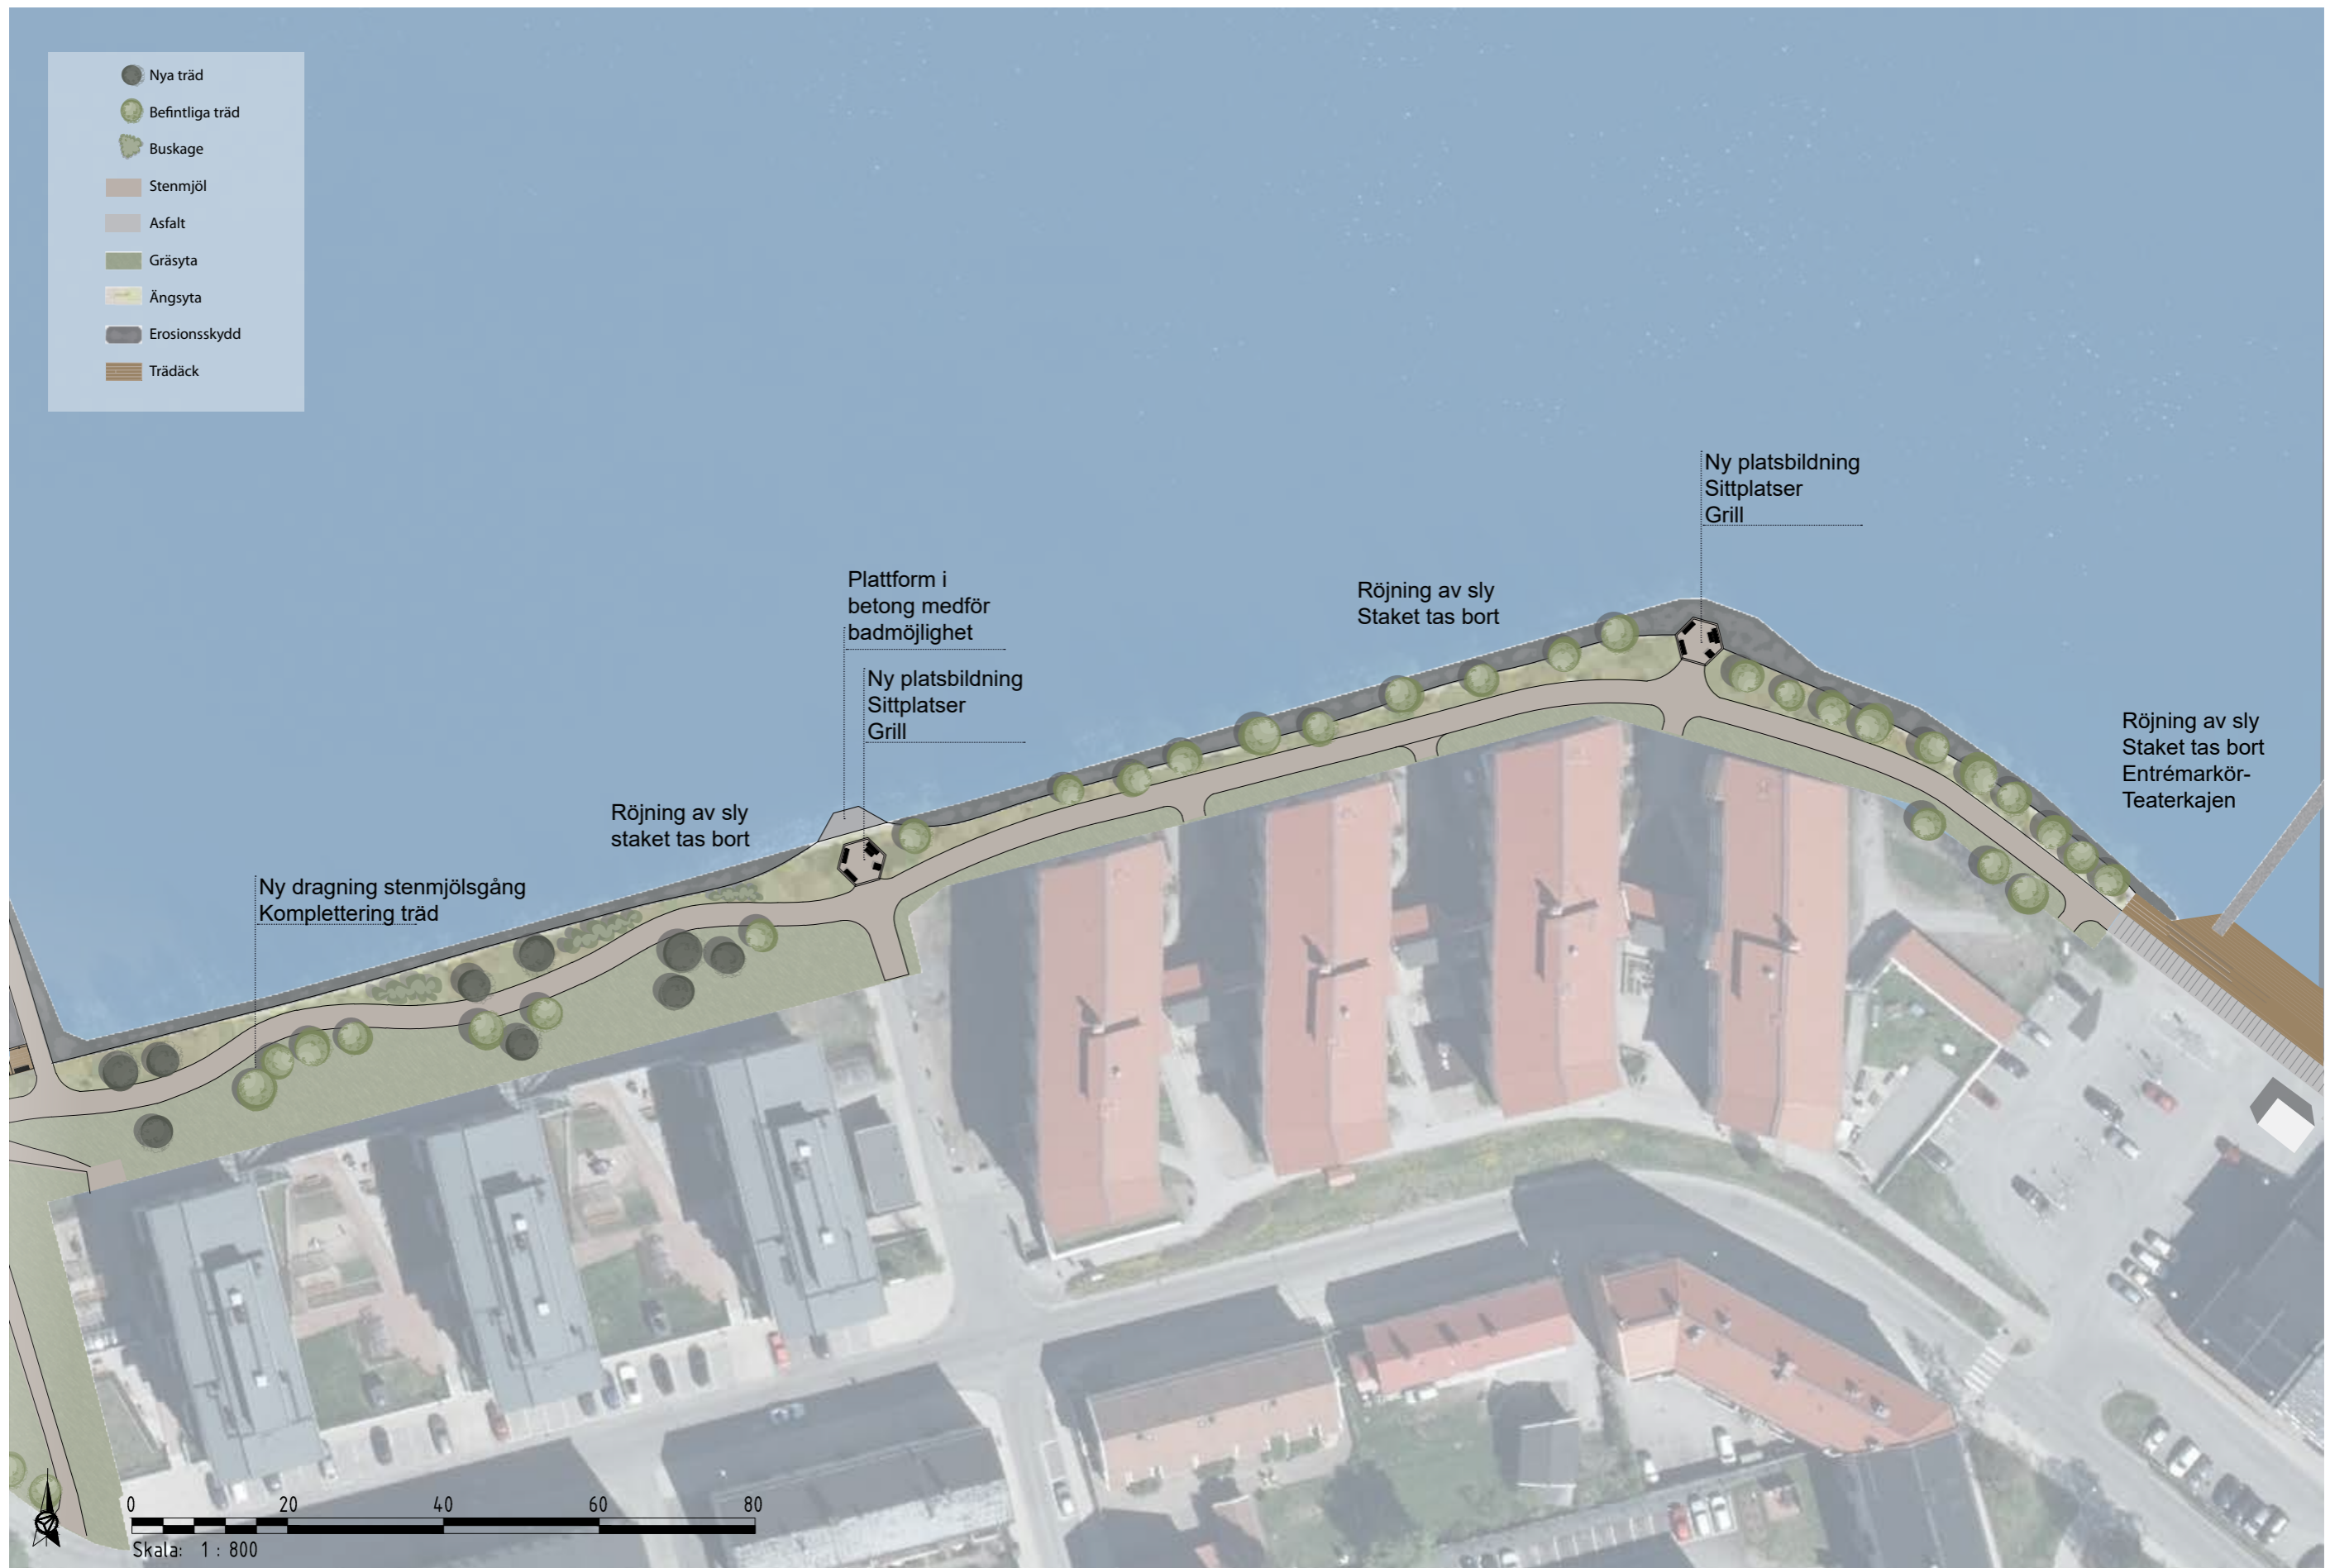 Nya träd
Befintliga träd
Buskage
Stenmjöl
Asfalt
Gräsyta
Ängsyta
Erosionsskydd
Trädäck
Ny platsbildning
Sittplatser
Grill
Plattform i
betong medför
badmöjlighet
Röjning av sly
Staket tas bort
Ny platsbildning
Sittplatser
Grill
Röjning av sly
Staket tas bort
Entrémarkör-
Teaterkajen
Röjning av sly
staket tas bort
Ny dragning stenmjölsgång
Komplettering träd
0 20 40 60 80
Skala: 1 : 800